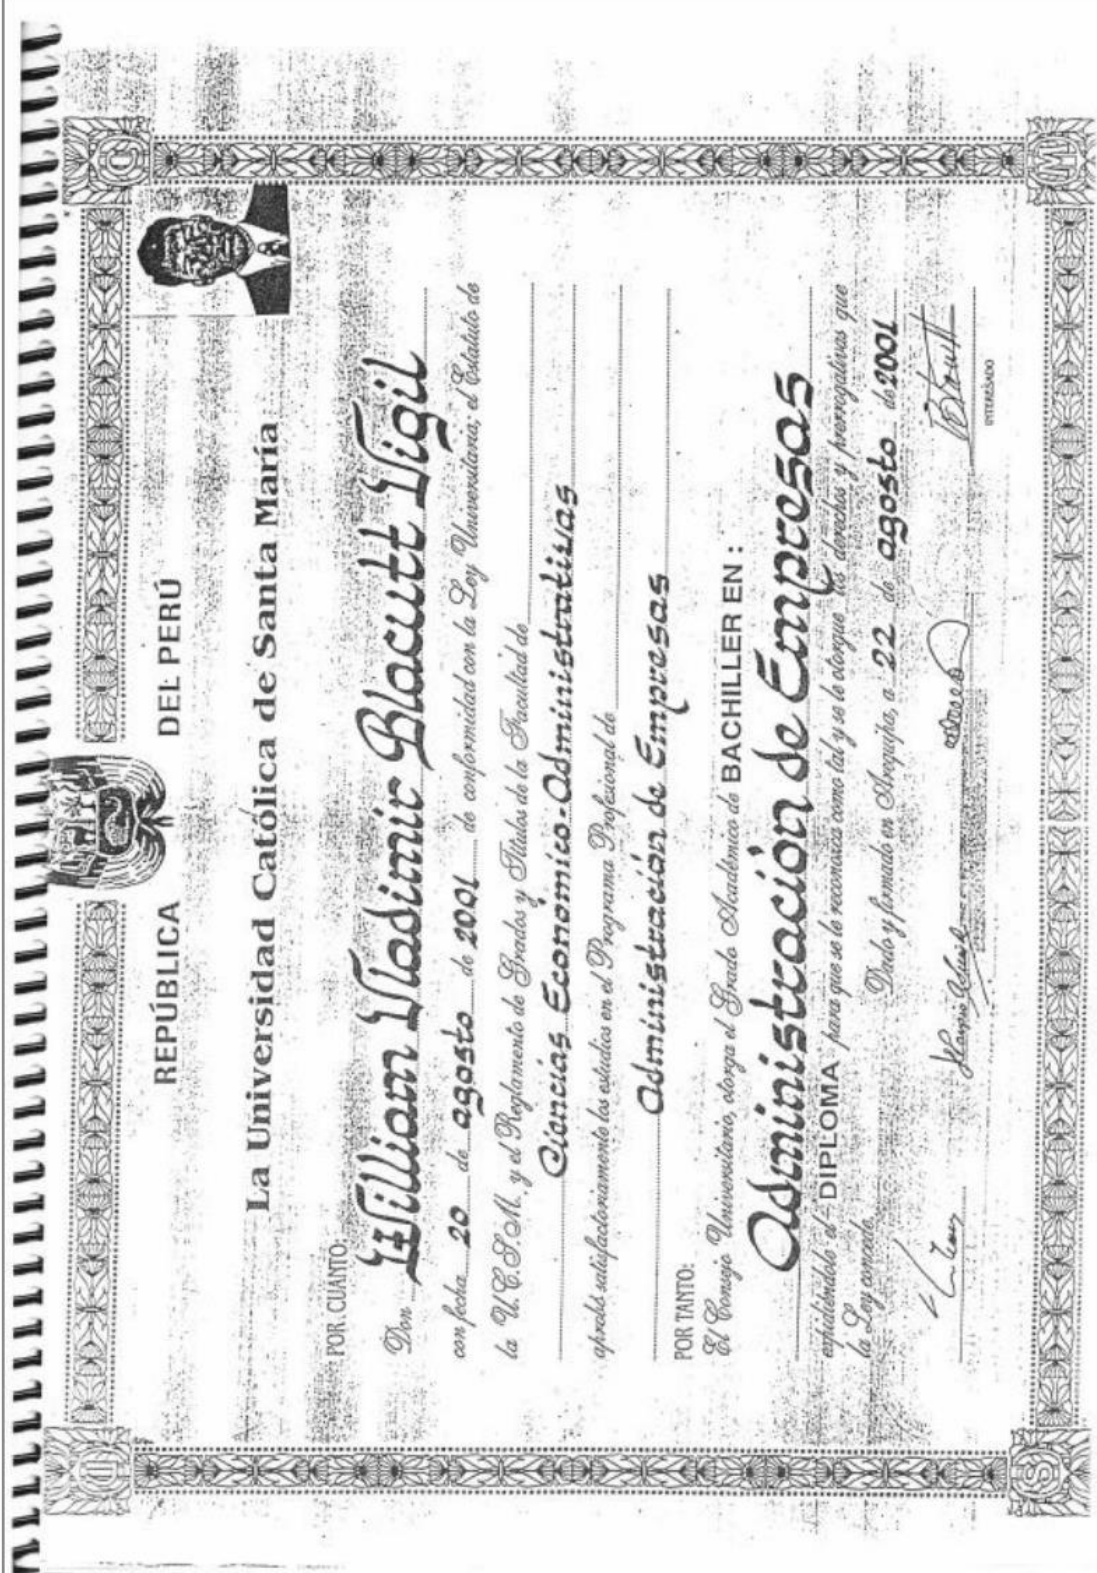 REPÚBLICA DEL PERÚ
La Universidad Católica de Santa María
POR CUANTO:
Don William Vladimir Blacutt Vigil
con fecha 20 de agosto de 2001 de conformidad con la Ley Universitaria, el Estatuto de
la U.C.S.M. y el Reglamento de Grados y Títulos de la Facultad de
Ciencias Económico-Administrativas
aprobó satisfactoriamente los estudios en el Programa Profesional de
Administración de Empresas
POR TANTO:
El Consejo Universitario, otorga el Grado Académico de BACHILLER EN:
Administración de Empresas
expidiéndole el DIPLOMA para que se le reconozca como tal y se le otorgue los derechos y prerrogativas que
la Ley concede.
Dado y firmado en Arequipa, a 22 de agosto de 2001
INTERESADO